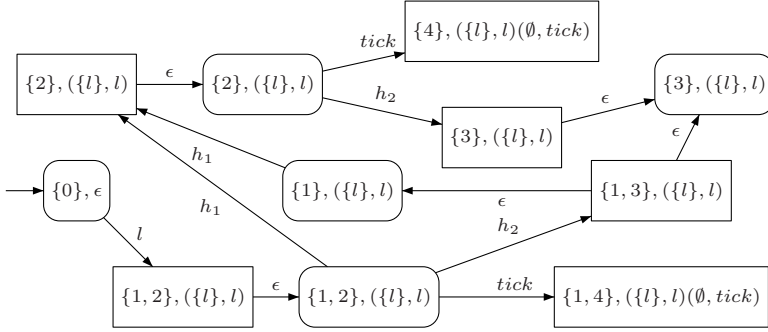 {4}, ({l}, l)(∅, tick)
tick
{2}, ({l}, l)
ϵ
{2}, ({l}, l)
{3}, ({l}, l)
h₂
ϵ
{3}, ({l}, l)
ϵ
h₁
{0}, ϵ
{1}, ({l}, l)
{1, 3}, ({l}, l)
ϵ
h₁
h₂
l
{1, 2}, ({l}, l)
ϵ
{1, 2}, ({l}, l)
tick
{1, 4}, ({l}, l)(∅, tick)